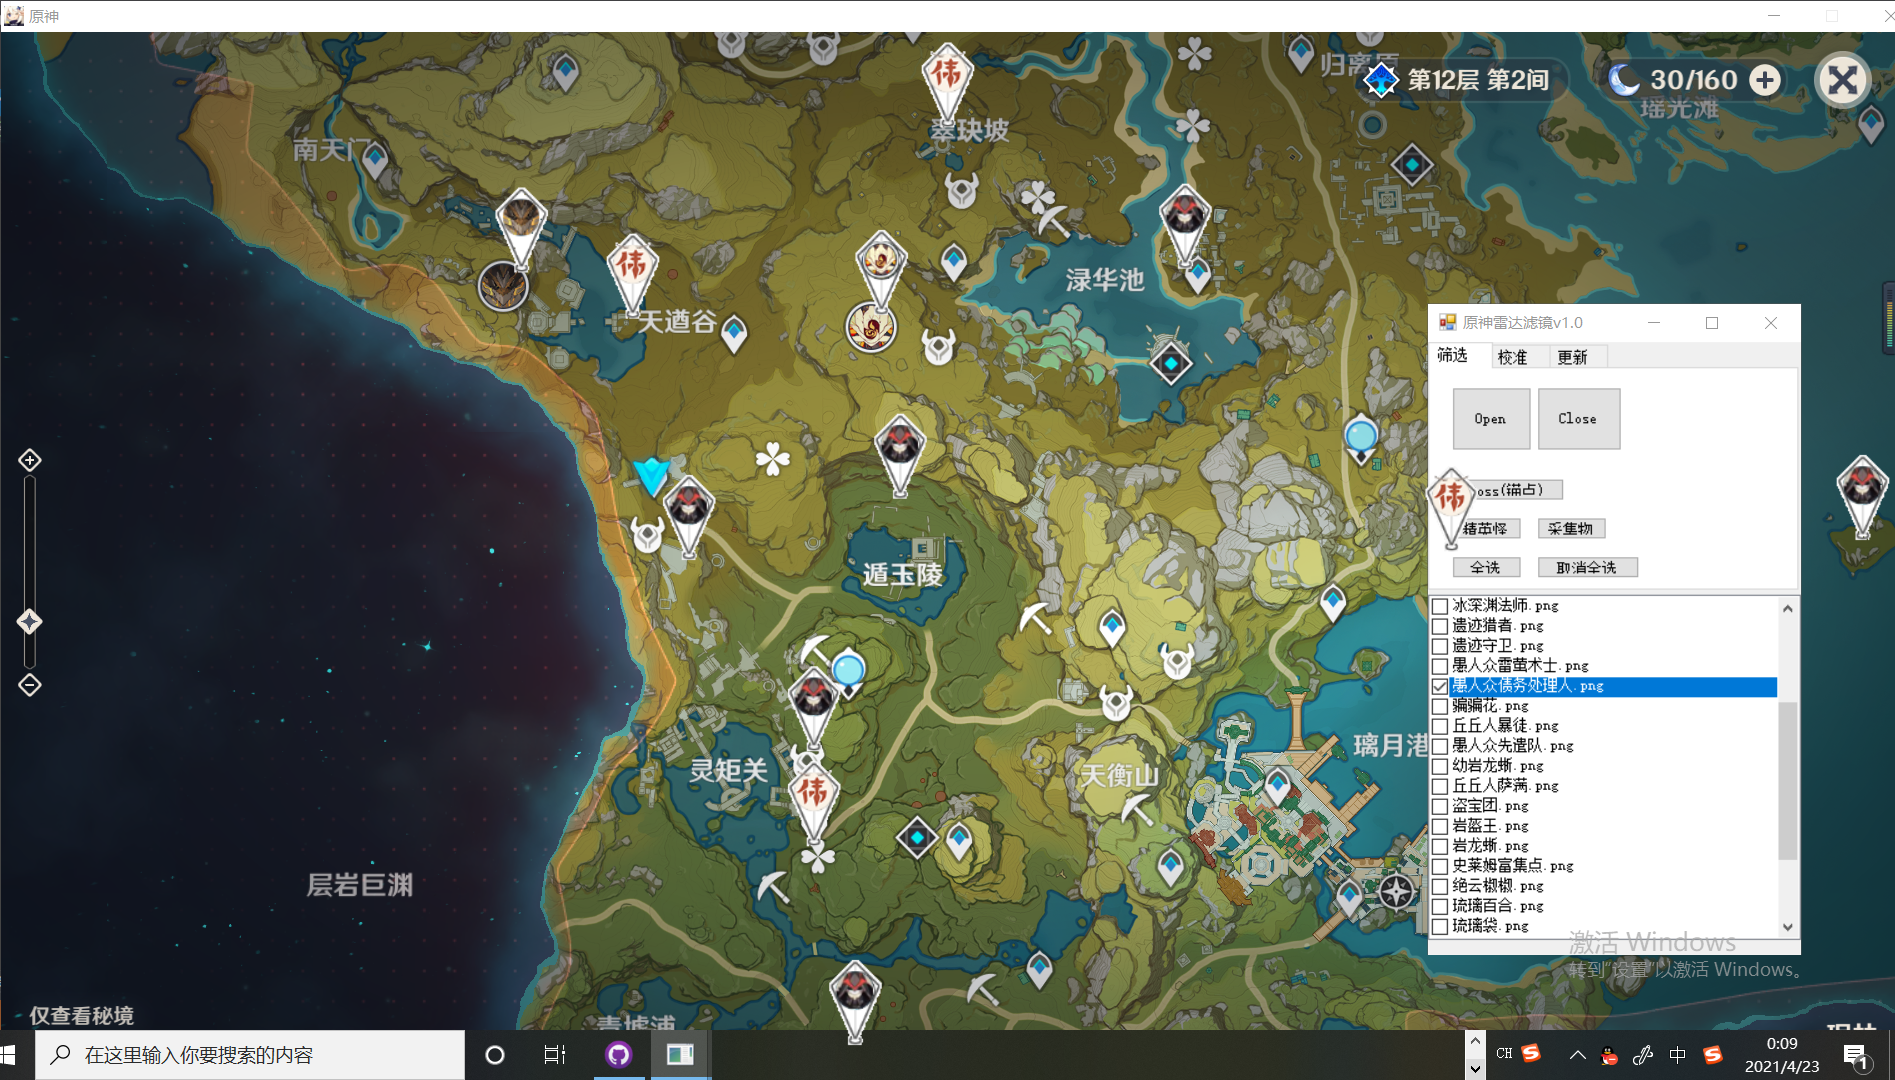 原神
归离原
第12层 第2间
30/160
瑶光滩
翠玦坡
南天门
渌华池
天遒谷
原神雷达滤镜v1.0
筛选
校准
更新
Open
Close
伟
伟
伟
伟
oss(锚点)
精英怪
采集物
全选
取消全选
遁玉陵
冰深渊法师.png
遗迹猎者.png
遗迹守卫.png
愚人众雷萤术士.png
愚人众债务处理人.png
骗骗花.png
丘丘人暴徒.png
愚人众先遣队.png
幼岩龙蜥.png
丘丘人萨满.png
盗宝团.png
岩盔王.png
岩龙蜥.png
史莱姆富集点.png
绝云椒椒.png
琉璃百合.png
琉璃袋.png
璃月港
灵矩关
天衡山
层岩巨渊
激活 Windows
转到"设置"以激活 Windows。
仅查看秘境
青墟浦
在这里输入你要搜索的内容
CH
中
0:09
2021/4/23
1